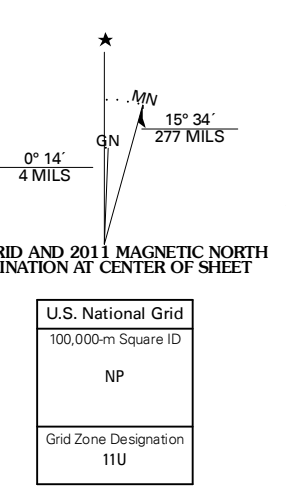 MN
15° 34´
277 MILS
GN
0° 14´
4 MILS
RID AND 2011 MAGNETIC NORTH
INATION AT CENTER OF SHEET
U.S. National Grid
100,000-m Square ID
NP
Grid Zone Designation
11U